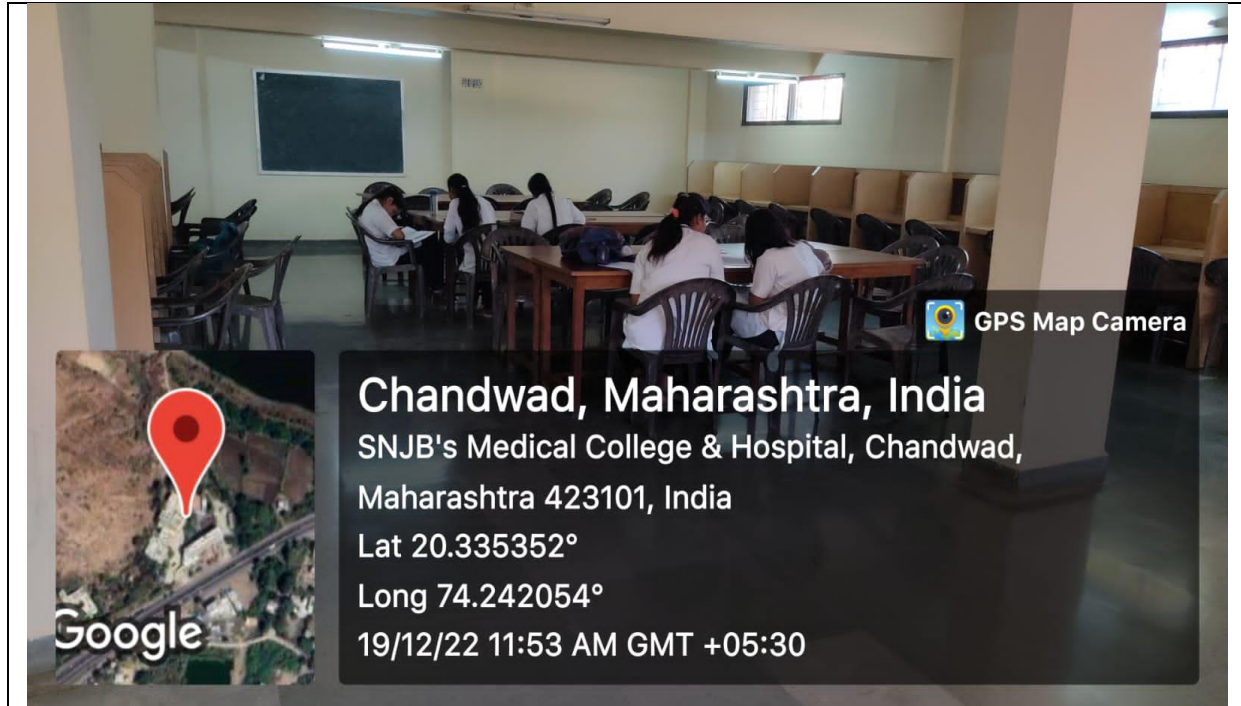 GPS Map Camera
Chandwad, Maharashtra, India
SNJB's Medical College & Hospital, Chandwad,
Maharashtra 423101, India
Lat 20.335352°
Long 74.242054°
19/12/22 11:53 AM GMT +05:30
Google